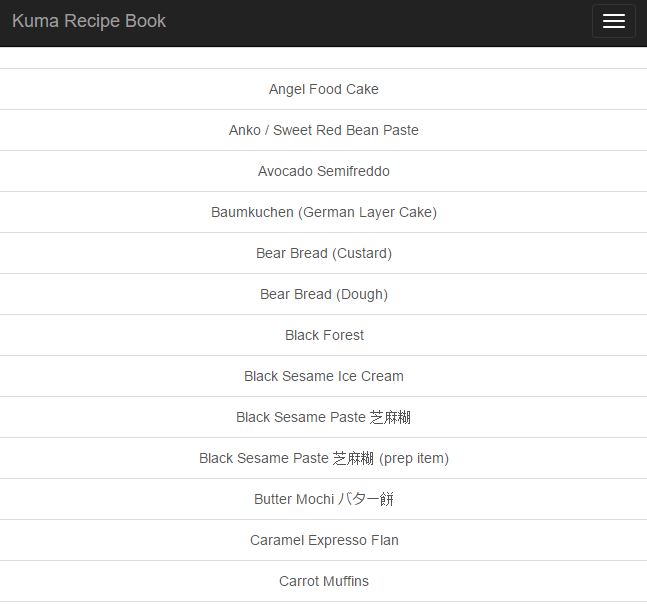 Kuma Recipe Book
Angel Food Cake
Anko / Sweet Red Bean Paste
Avocado Semifreddo
Baumkuchen (German Layer Cake)
Bear Bread (Custard)
Bear Bread (Dough)
Black Forest
Black Sesame Ice Cream
Black Sesame Paste 芝麻糊
Black Sesame Paste 芝麻糊 (prep item)
Butter Mochi バター餅
Caramel Expresso Flan
Carrot Muffins